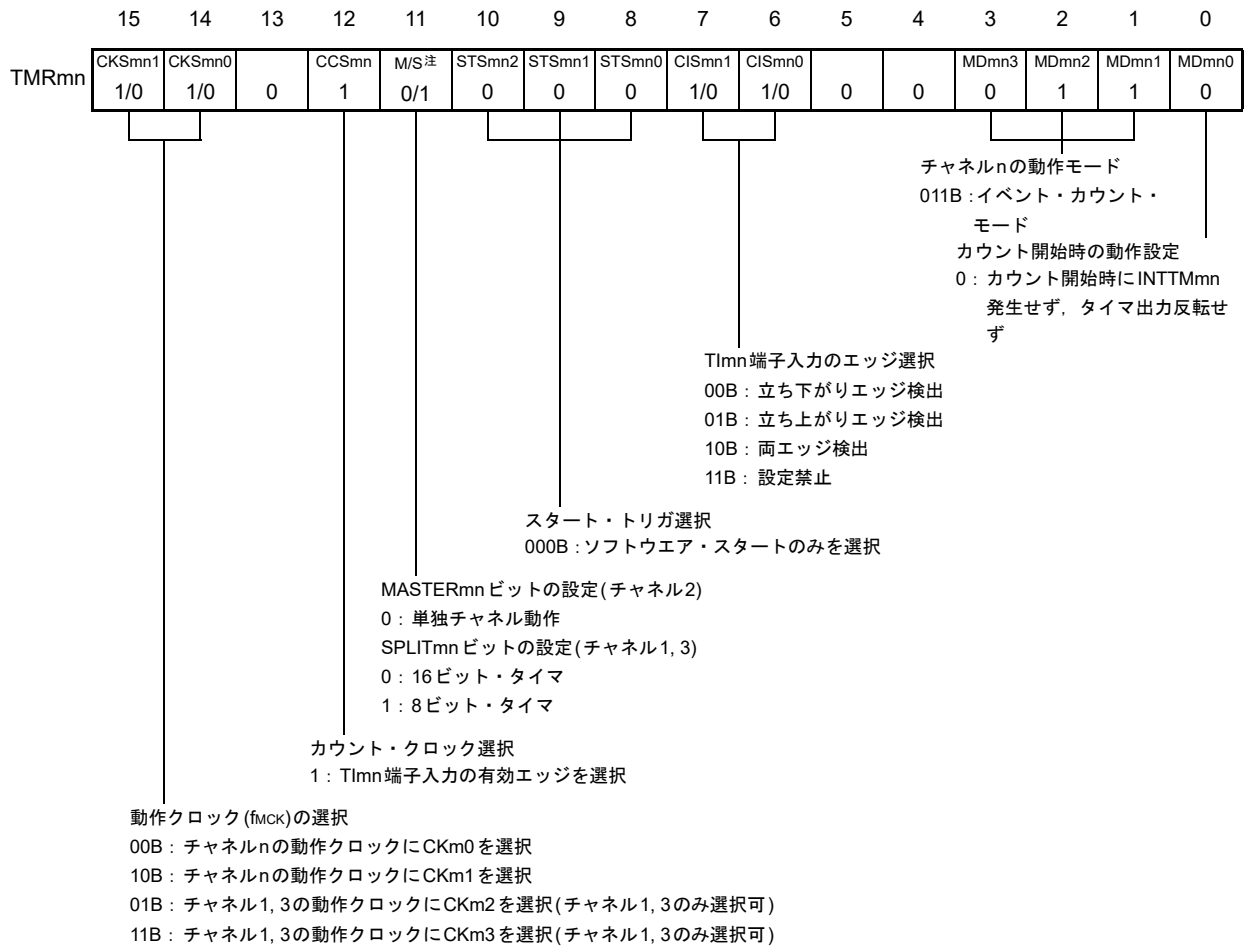 15 14 13 12 11 10 9 8 7 6 5 4 3 2 1 0
TMRmn
CKSmn1 CKSmn0 CCSmn M/S注 STSmn2 STSmn1 STSmn0 CISmn1 CISmn0 MDmn3 MDmn2 MDmn1 MDmn0
1/0 1/0 0 1 0/1 0 0 0 1/0 1/0 0 0 0 1 1 0
チャネルnの動作モード
011B：イベント・カウント・
モード
カウント開始時の動作設定
0：カウント開始時にINTTMmn
発生せず，タイマ出力反転せ
ず
TImn端子入力のエッジ選択
00B：立ち下がりエッジ検出
01B：立ち上がりエッジ検出
10B：両エッジ検出
11B：設定禁止
スタート・トリガ選択
000B：ソフトウエア・スタートのみを選択
MASTERmnビットの設定(チャネル2)
0：単独チャネル動作
SPLITmnビットの設定(チャネル1, 3)
0：16ビット・タイマ
1：8ビット・タイマ
カウント・クロック選択
1：TImn端子入力の有効エッジを選択
動作クロック(fMCK)の選択
00B：チャネルnの動作クロックにCKm0を選択
10B：チャネルnの動作クロックにCKm1を選択
01B：チャネル1, 3の動作クロックにCKm2を選択(チャネル1, 3のみ選択可)
11B：チャネル1, 3の動作クロックにCKm3を選択(チャネル1, 3のみ選択可)